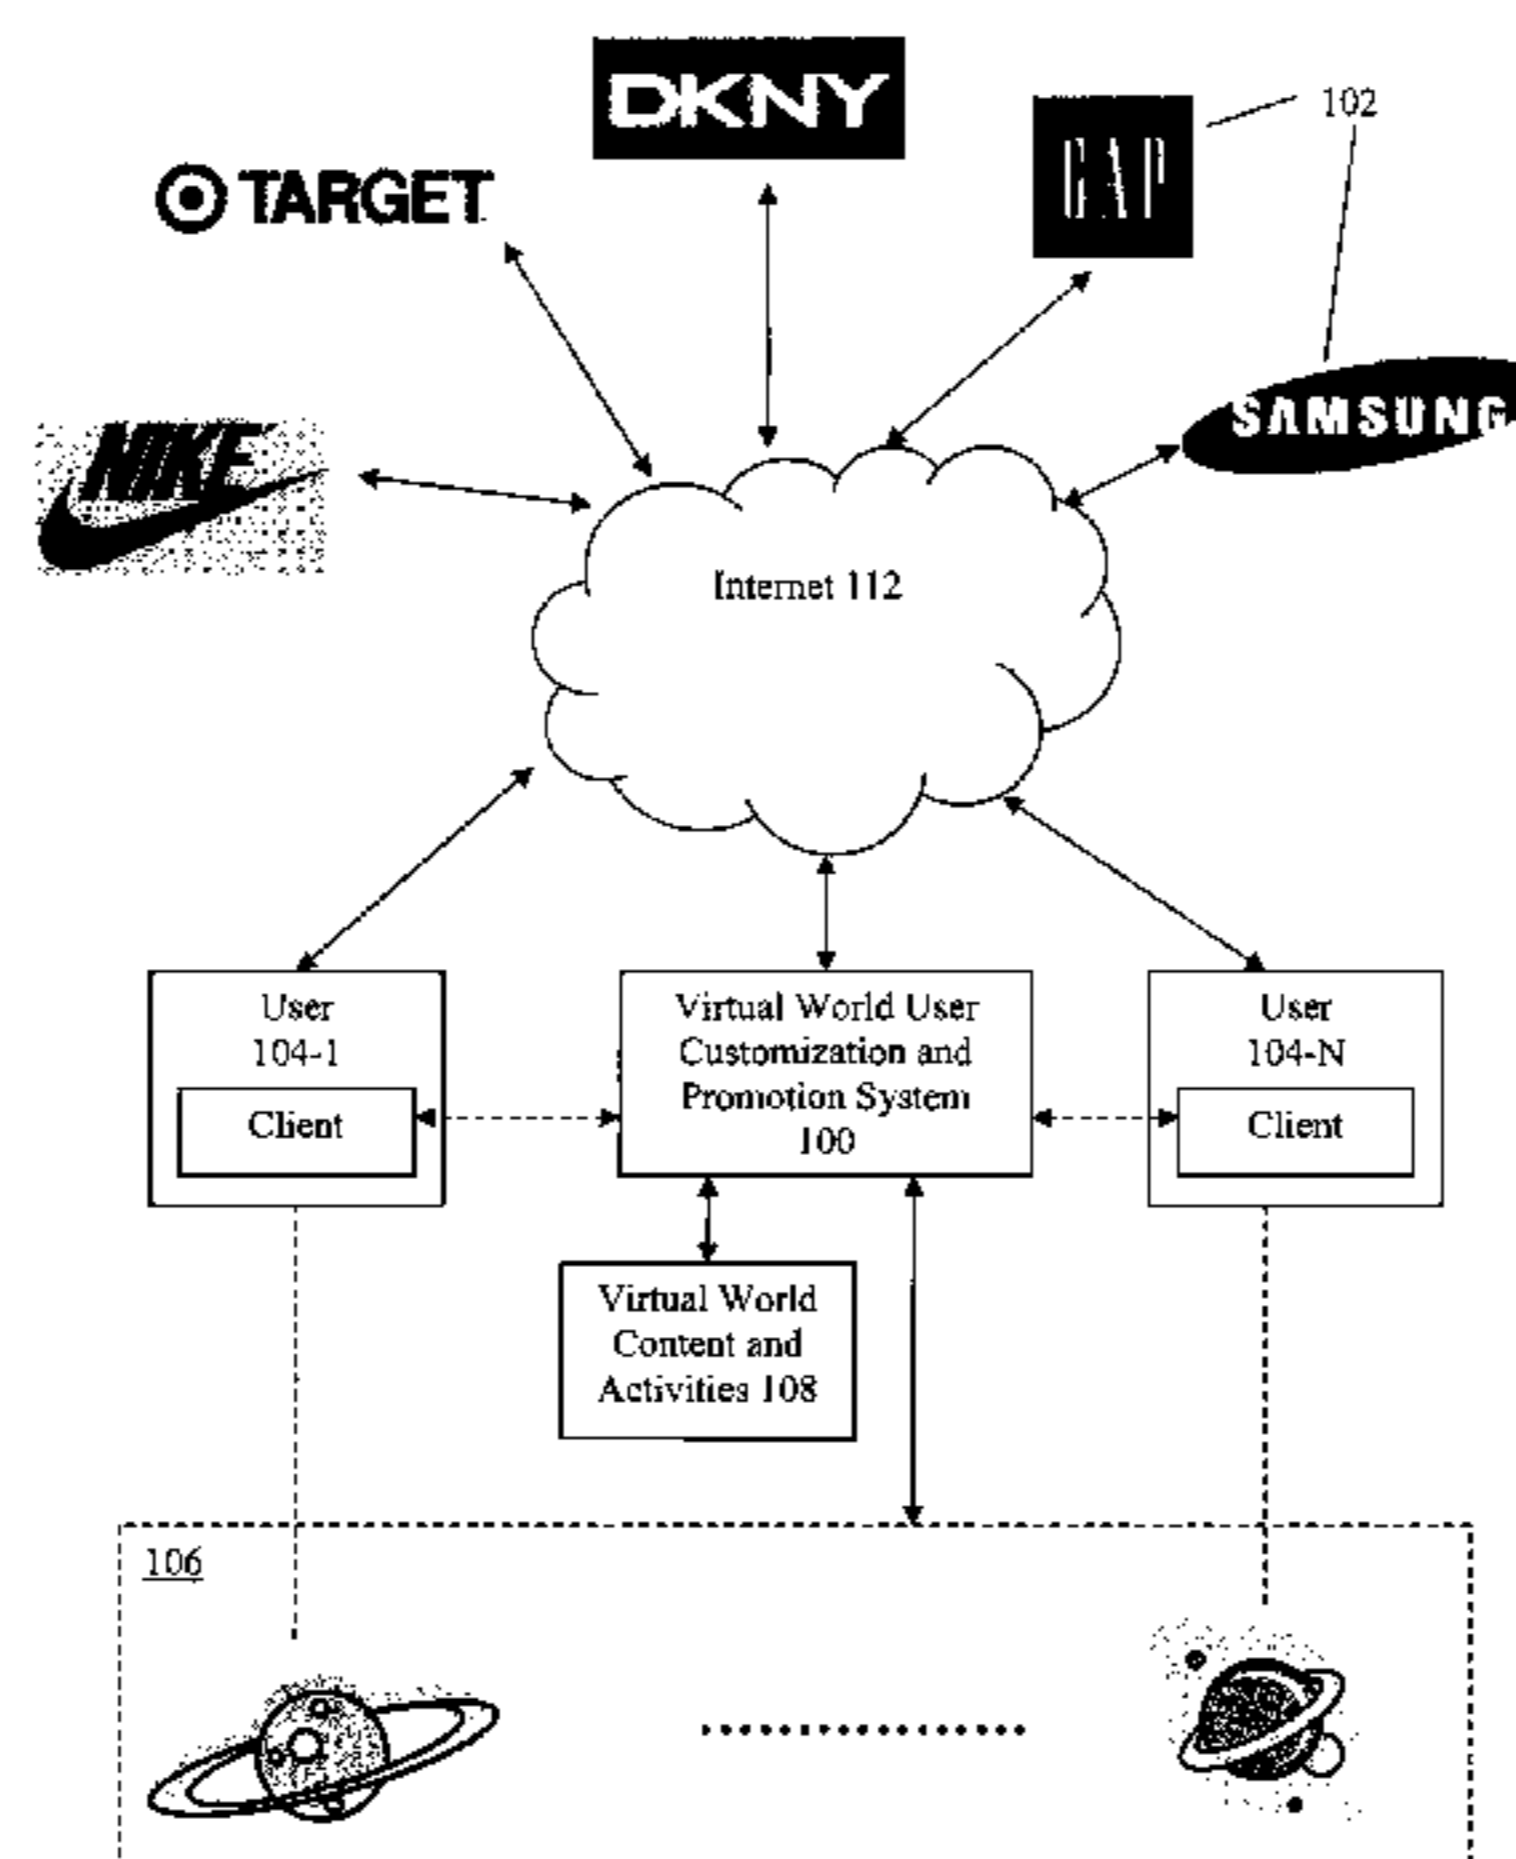 DKNY
102
GAP
TARGET
SAMSUNG
NIKE
Internet 112
User
104-1
Client
Virtual World User
Customization and
Promotion System
100
User
104-N
Client
Virtual World
Content and
Activities 108
106